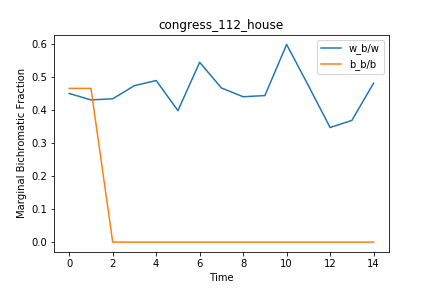 congress_112_house
w_b/w
b_b/b
Marginal Bichromatic Fraction
0.6
0.5
0.4
0.3
0.2
0.1
0.0
0 2 4 6 8 10 12 14
Time